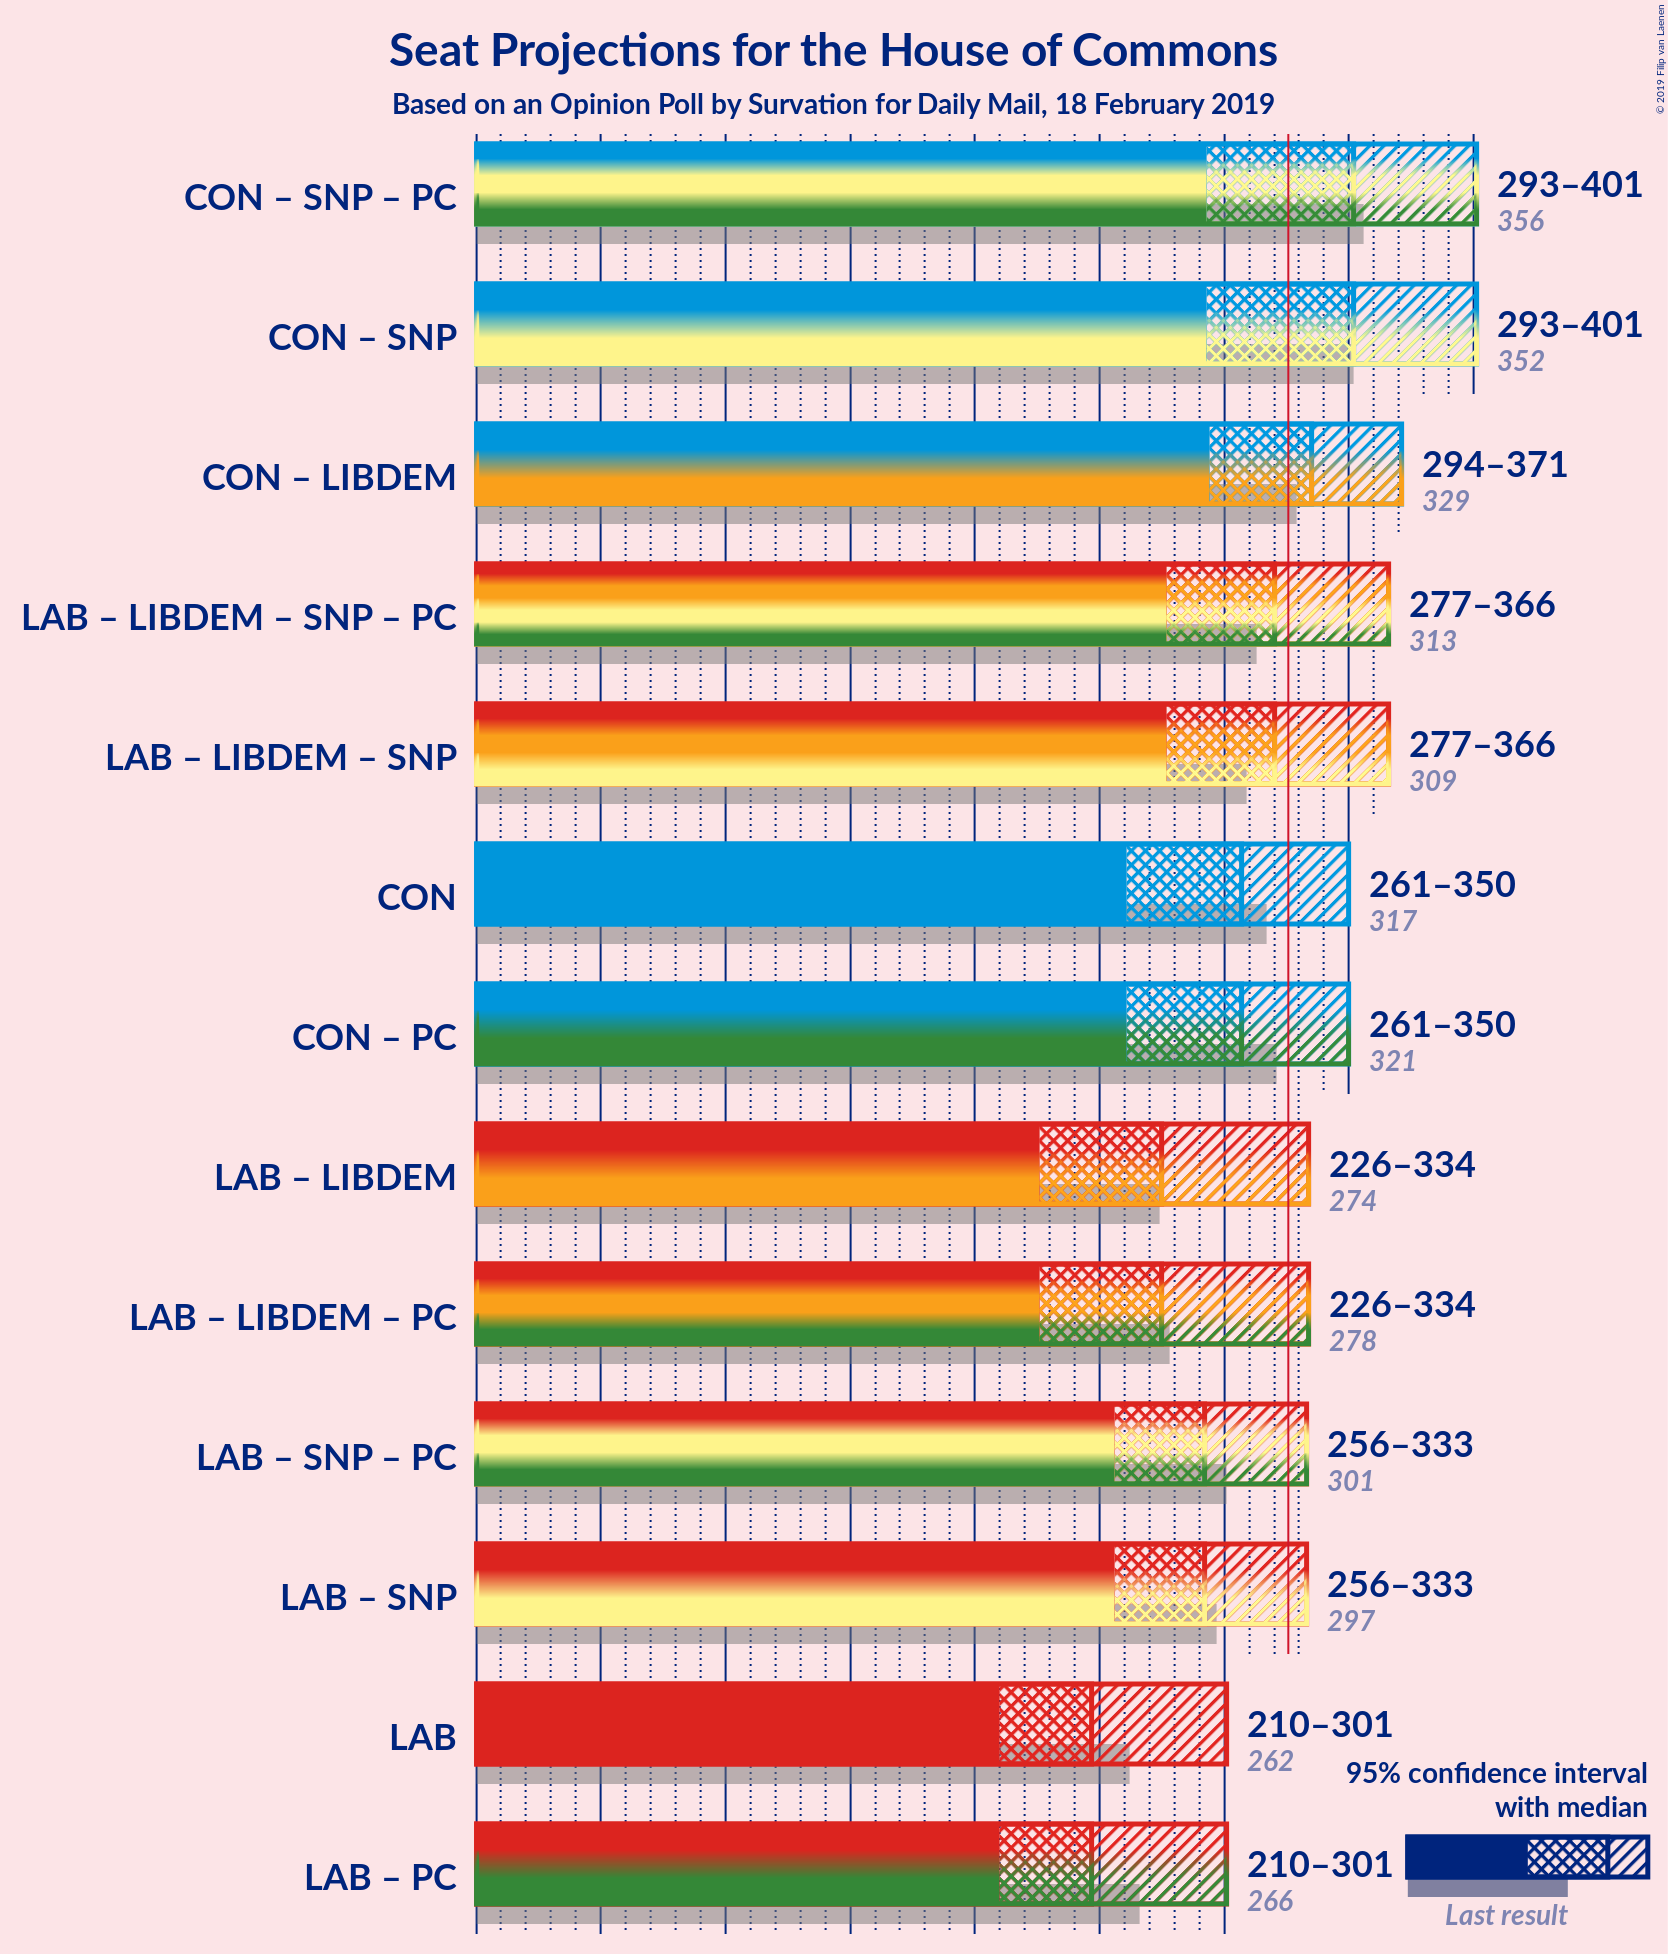 Seat Projections for the House of Commons
Based on an Opinion Poll by Survation for Daily Mail, 18 February 2019
© 2019 Filip van Laenen
CON – SNP – PC
293–401
356
CON – SNP
293–401
352
CON – LIBDEM
294–371
329
LAB – LIBDEM – SNP – PC
277–366
313
LAB – LIBDEM – SNP
277–366
309
CON
261–350
317
CON – PC
261–350
321
LAB – LIBDEM
226–334
274
LAB – LIBDEM – PC
226–334
278
LAB – SNP – PC
256–333
301
LAB – SNP
256–333
297
LAB
210–301
262
LAB – PC
210–301
266
95% confidence interval
with median
Last result